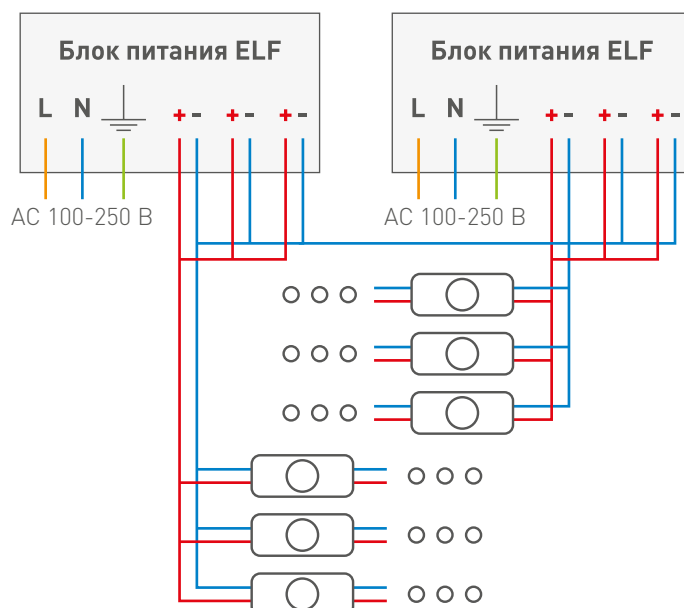 Блок питания ELF
Блок питания ELF
L N + - + - + -
L N + - + - + -
AC 100-250 В
AC 100-250 В